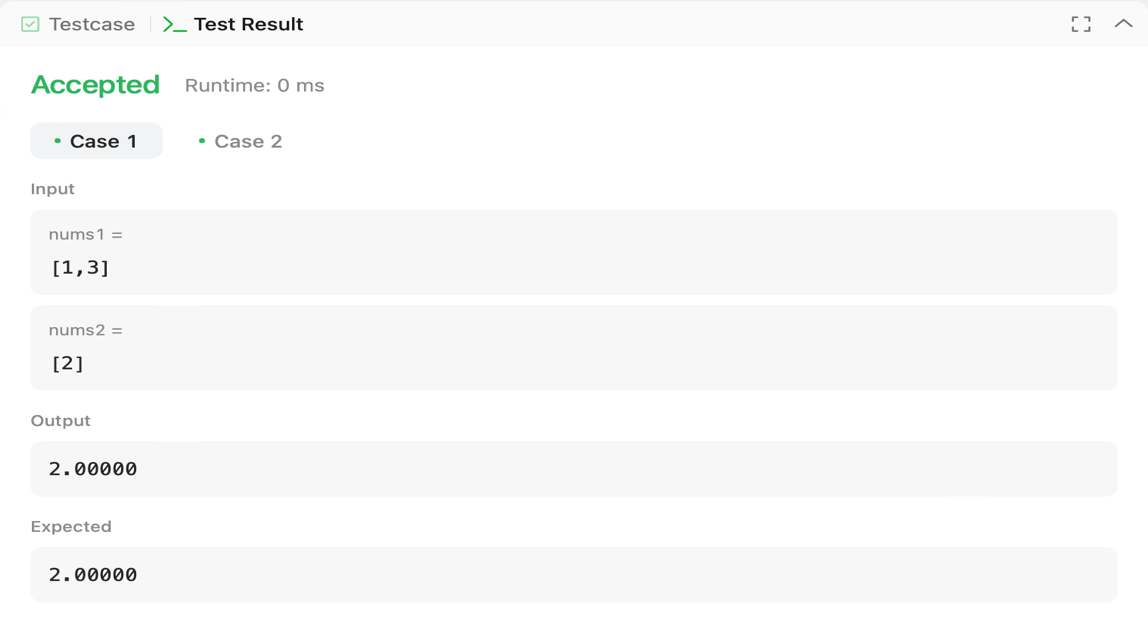 Testcase
>_ Test Result
Accepted Runtime: 0 ms
Case 1 Case 2
Input
nums1 =
[1,3]
nums2 =
[2]
Output
2.00000
Expected
2.00000